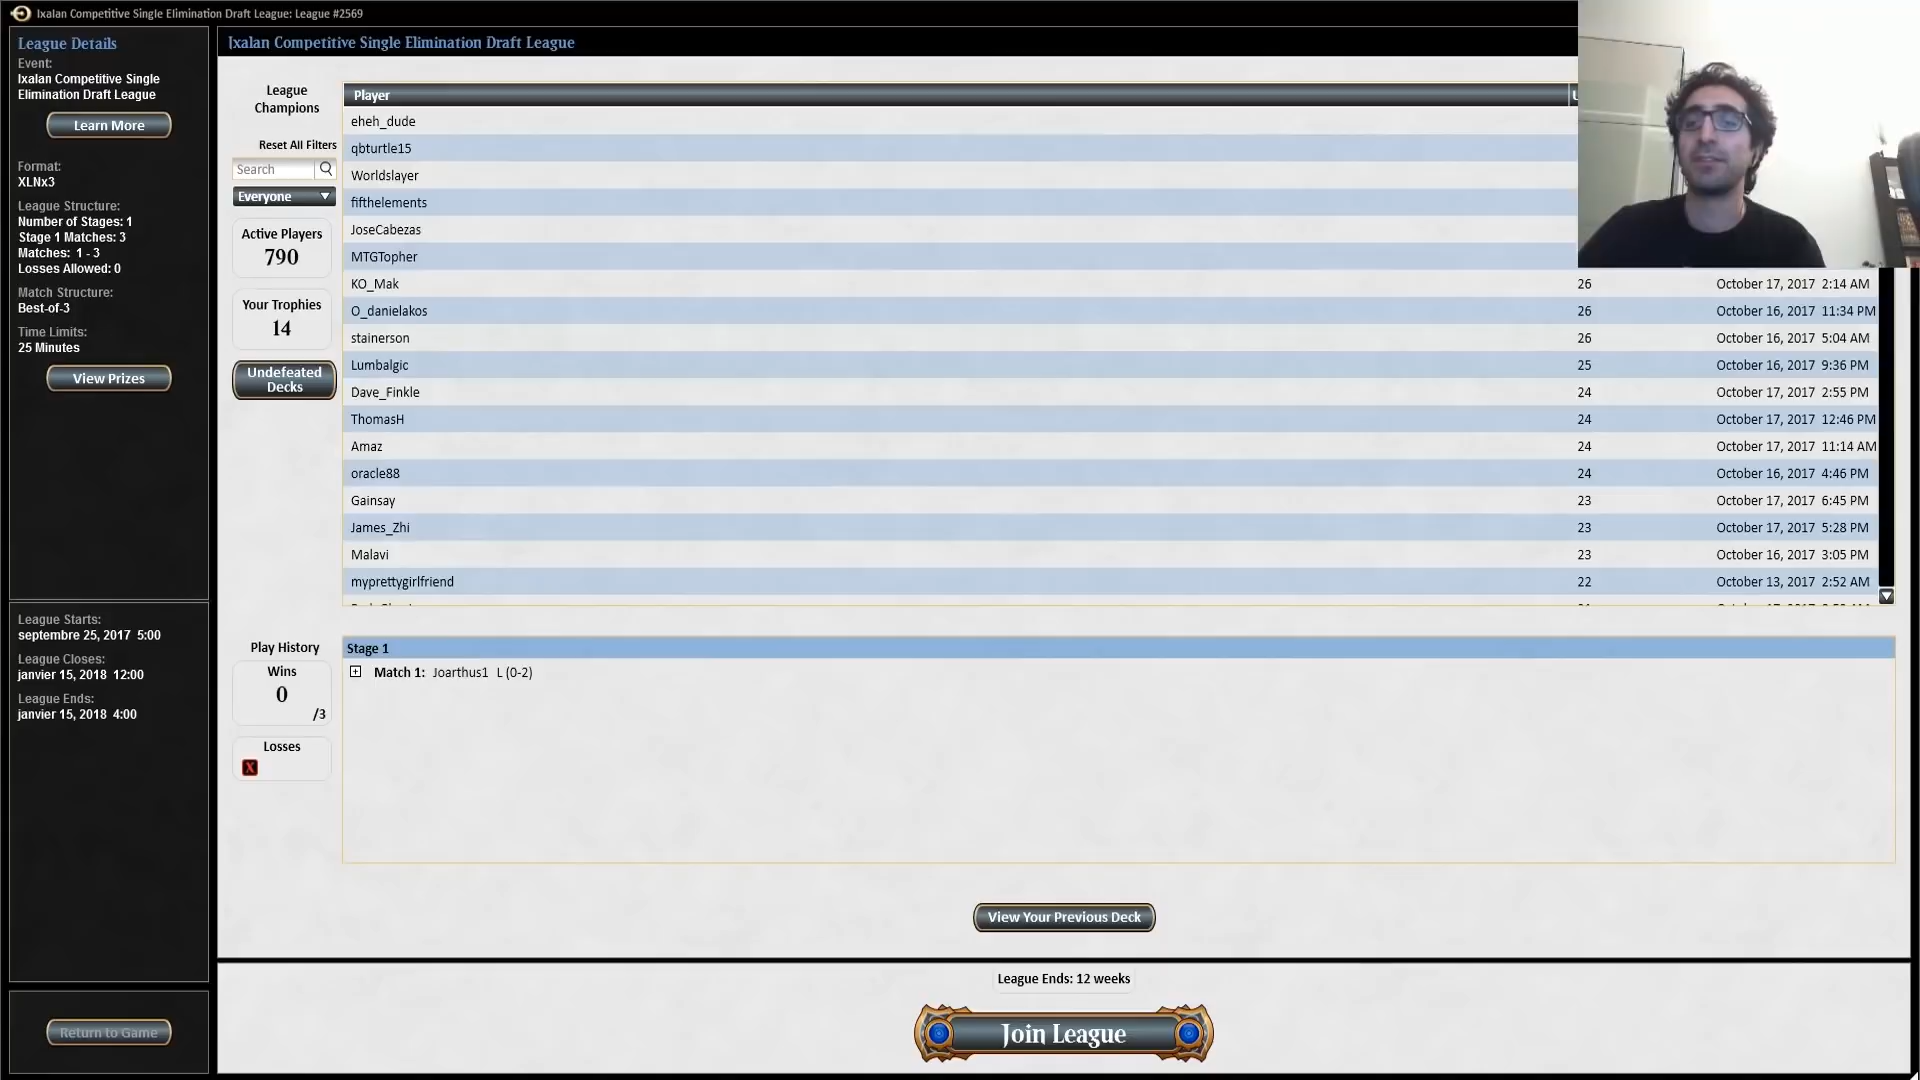 Ixalan Competitive Single Elimination Draft League: League #2569
League Details
Event:
Ixalan Competitive Single
Elimination Draft League
Learn More
Format:
XLNx3
League Structure:
Number of Stages: 1
Stage 1 Matches: 3
Matches: 1 - 3
Losses Allowed: 0
Match Structure:
Best-of-3
Time Limits:
25 Minutes
View Prizes
League Starts:
septembre 25, 2017 5:00
League Closes:
janvier 15, 2018 12:00
League Ends:
janvier 15, 2018 4:00
Return to Game
Ixalan Competitive Single Elimination Draft League
League
Champions
Reset All Filters
Search
Everyone
Active Players
790
Your Trophies
14
Undefeated
Decks
Player
eheh_dude
qbturtle15
Worldslayer
fifthelements
JoseCabezas
MTGTopher
KO_Mak 26 October 17, 2017 2:14 AM
O_danielakos 26 October 16, 2017 11:34 PM
stainerson 26 October 16, 2017 5:04 AM
Lumbalgic 25 October 16, 2017 9:36 PM
Dave_Finkle 24 October 17, 2017 2:55 PM
ThomasH 24 October 17, 2017 12:46 PM
Amaz 24 October 17, 2017 11:14 AM
oracle88 24 October 16, 2017 4:46 PM
Gainsay 23 October 17, 2017 6:45 PM
James_Zhi 23 October 17, 2017 5:28 PM
Malavi 23 October 16, 2017 3:05 PM
myprettygirlfriend 22 October 13, 2017 2:52 AM
Play History
Wins
0
/3
Losses
X
Stage 1
Match 1: Joarthus1 L (0-2)
View Your Previous Deck
League Ends: 12 weeks
Join League